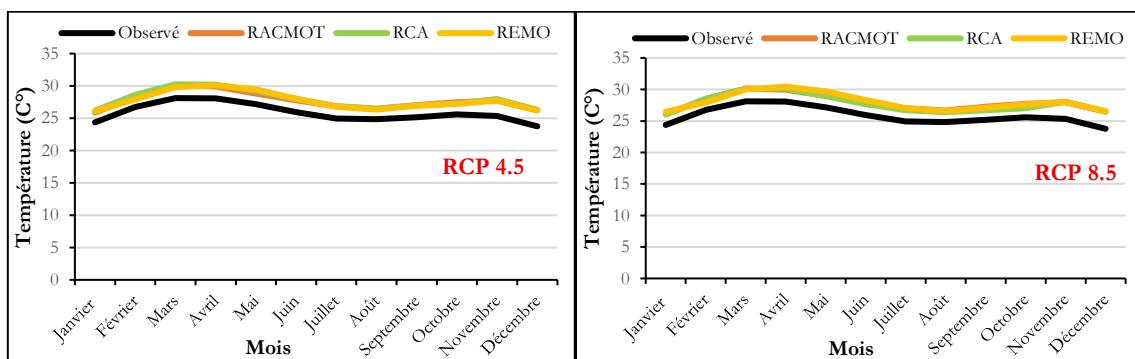 Observé RACMOT RCA REMO
35
30
25
20
15
10
5
0
Température (C°)
RCP 4.5
Janvier Février Mars Avril Mai Juin Juillet Août Septembre Octobre Novembre Décembre
Mois
Observé RACMOT RCA REMO
35
30
25
20
15
10
5
0
Température (C°)
RCP 8.5
Janvier Février Mars Avril Mai Juin Juillet Août Septembre Octobre Novembre Décembre
Mois